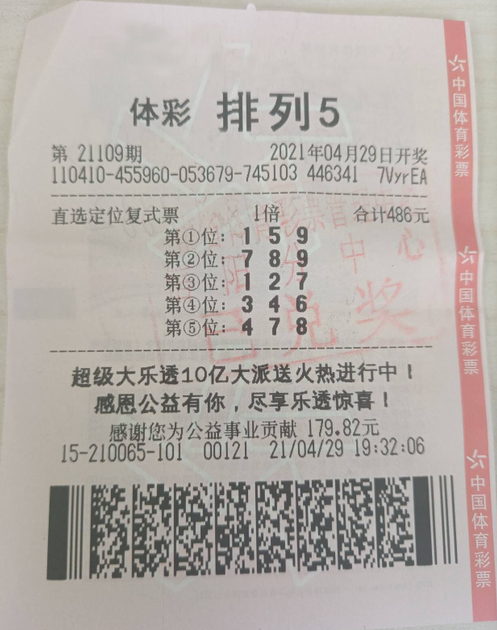 体彩 排列5
第 21109期 2021年04月29日开奖
110410-455960-053679-745103 446341 7VyrEA
直选定位复式票 1倍 合计486元
第①位: 1 5 9
第②位: 7 8 9
第③位: 1 2 7
第④位: 3 4 6
第⑤位: 4 7 8
中心
已兑奖
超级大乐透10亿大派送火热进行中！
感恩公益有你，尽享乐透惊喜！
感谢您为公益事业贡献 179.82元
15-210065-101 00121 21/04/29 19:32:06
中国体育彩票
中国体育彩票
中国体育彩票